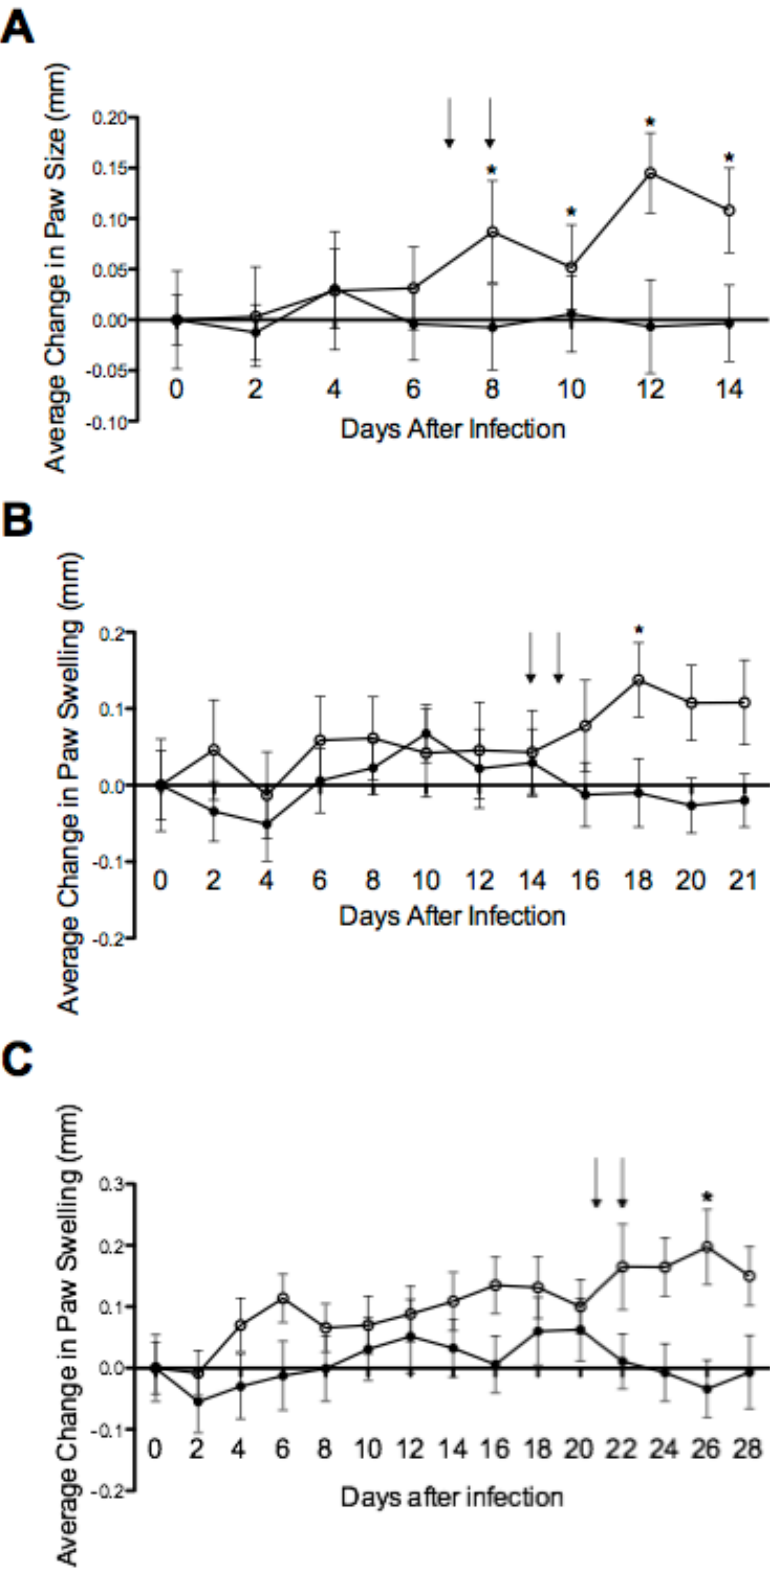 A
Average Change in Paw Size (mm)
0.20
0.15
0.10
0.05
0.00
-0.05
-0.10
* * * *
0 2 4 6 8 10 12 14
Days After Infection
B
Average Change in Paw Swelling (mm)
0.2
0.1
0.0
-0.1
-0.2
*
0 2 4 6 8 10 12 14 16 18 20 21
Days After Infection
C
Average Change in Paw Swelling (mm)
0.3
0.2
0.1
0.0
-0.1
-0.2
*
0 2 4 6 8 10 12 14 16 18 20 22 24 26 28
Days after infection